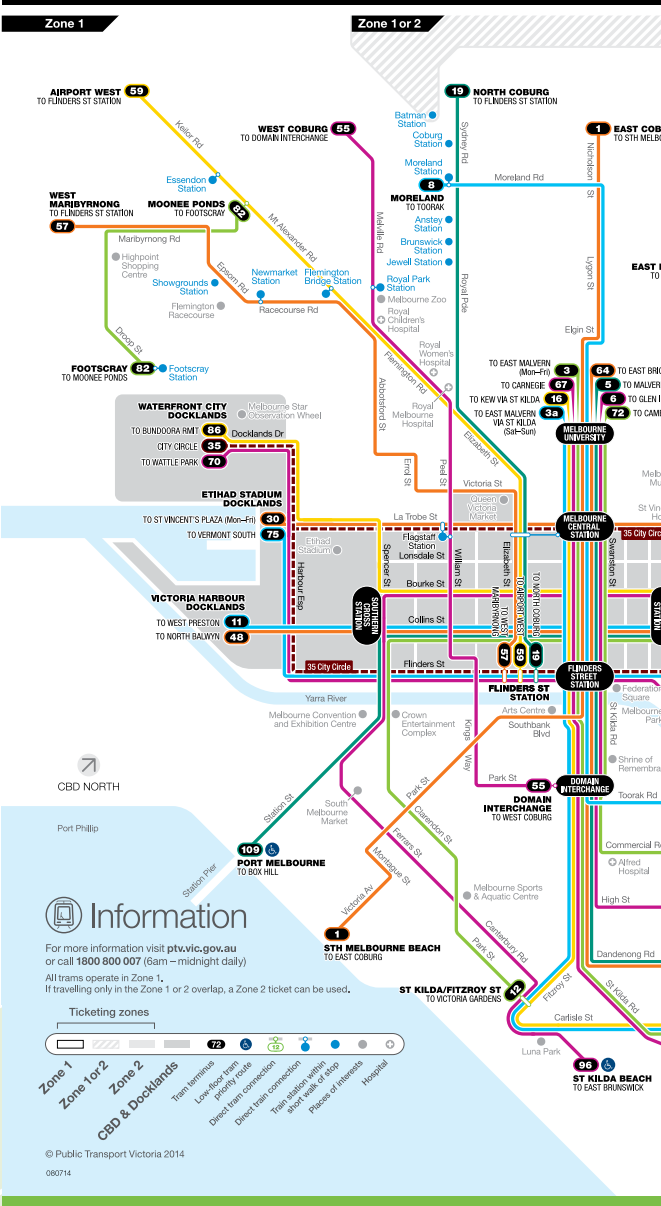 Zone 1
Zone 1 or 2
AIRPORT WEST 59
TO FLINDERS ST STATION
19 NORTH COBURG
TO FLINDERS ST STATION
WEST COBURG 55
TO DOMAIN INTERCHANGE
1 EAST COB
TO STH MELBO
Batman
Station
Coburg
Station
Moreland
Station
8
MORELAND
TO TOORAK
Anstey
Station
Brunswick
Station
Jewell Station
Keilor Rd
Sydney Rd
Nicholson St
Moreland Rd
Essendon
Station
WEST
MARIBYRNONG
TO FLINDERS ST STATION
57
MOONEE PONDS
TO FOOTSCRAY
82
Maribyrnong Rd
Mt Alexander Rd
Melville Rd
Lygon St
Royal Pde
EAST
TO
Highpoint
Shopping
Centre
Showgrounds
Station
Epsom Rd
Newmarket
Station
Flemington
Bridge Station
Royal Park
Station
Melbourne Zoo
Royal
Children's
Hospital
Flemington
Racecourse
Racecourse Rd
Droop St
Elgin St
FOOTSCRAY 82
TO MOONEE PONDS
Footscray
Station
Flemington Rd
Royal
Women's
Hospital
Royal
Melbourne
Hospital
Abbotsford St
Elizabeth St
TO EAST MALVERN
(Mon–Fri) 3
TO CARNEGIE 67
TO KEW VIA ST KILDA 16
TO EAST MALVERN
VIA ST KILDA
(Sat–Sun) 3a
64 TO EAST BRIG
5 TO MALVER
6 TO GLEN I
72 TO CAM
MELBOURNE
UNIVERSITY
WATERFRONT CITY
DOCKLANDS
Melbourne Star
Observation Wheel
TO BUNDOORA RMIT 86
Docklands Dr
CITY CIRCLE 35
TO WATTLE PARK 70
Errol St
Peel St
Victoria St
Queen
Victoria
Market
Melb
Mu
St Vin
Ho
ETIHAD STADIUM
DOCKLANDS
TO ST VINCENT'S PLAZA (Mon–Fri) 30
TO VERMONT SOUTH 75
La Trobe St
MELBOURNE
CENTRAL
STATION
35 City Circ
Etihad
Stadium
Flagstaff
Station
Lonsdale St
Bourke St
Collins St
Flinders St
Harbour Esp
Spencer St
William St
Elizabeth St
Swanston St
VICTORIA HARBOUR
DOCKLANDS
TO WEST PRESTON 11
TO NORTH BALWYN 48
SOUTHERN
CROSS
STATION
STATION
TO WEST
MARIBYRNONG
57
TO AIRPORT WEST
59
TO NORTH COBURG
19
35 City Circle
FLINDERS ST
STATION
FLINDERS
STREET
STATION
Yarra River
Melbourne Convention
and Exhibition Centre
Crown
Entertainment
Complex
Arts Centre
Southbank
Blvd
Federation
Square
Melbourne
Park
St Kilda Rd
Kings Way
Shrine of
Remembra
CBD NORTH
Park St
55
DOMAIN
INTERCHANGE
TO WEST COBURG
DOMAIN
INTERCHANGE
Toorak Rd
Port Phillip
Station St
South
Melbourne
Market
Park St
Clarendon St
Ferrars St
Commercial R
Alfred
Hospital
109
PORT MELBOURNE
TO BOX HILL
Station Pier
Montague St
Victoria Av
Melbourne Sports
& Aquatic Centre
High St
Information
For more information visit ptv.vic.gov.au
or call 1800 800 007 (6am – midnight daily)
All trams operate in Zone 1.
If travelling only in the Zone 1 or 2 overlap, a Zone 2 ticket can be used.
1
STH MELBOURNE BEACH
TO EAST COBURG
Canterbury Rd
Park St
Dandenong Rd
ST KILDA/FITZROY ST
TO VICTORIA GARDENS
12
Fitzroy St
St Kilda Rd
Carlisle St
Luna Park
96
ST KILDA BEACH
TO EAST BRUNSWICK
Ticketing zones
72
12
Zone 1
Zone 1 or 2
Zone 2
CBD & Docklands
Tram terminus
Low-floor tram
priority route
Direct tram connection
Direct train connection
Train station within
short walk of stop
Places of interests
Hospital
© Public Transport Victoria 2014
080714